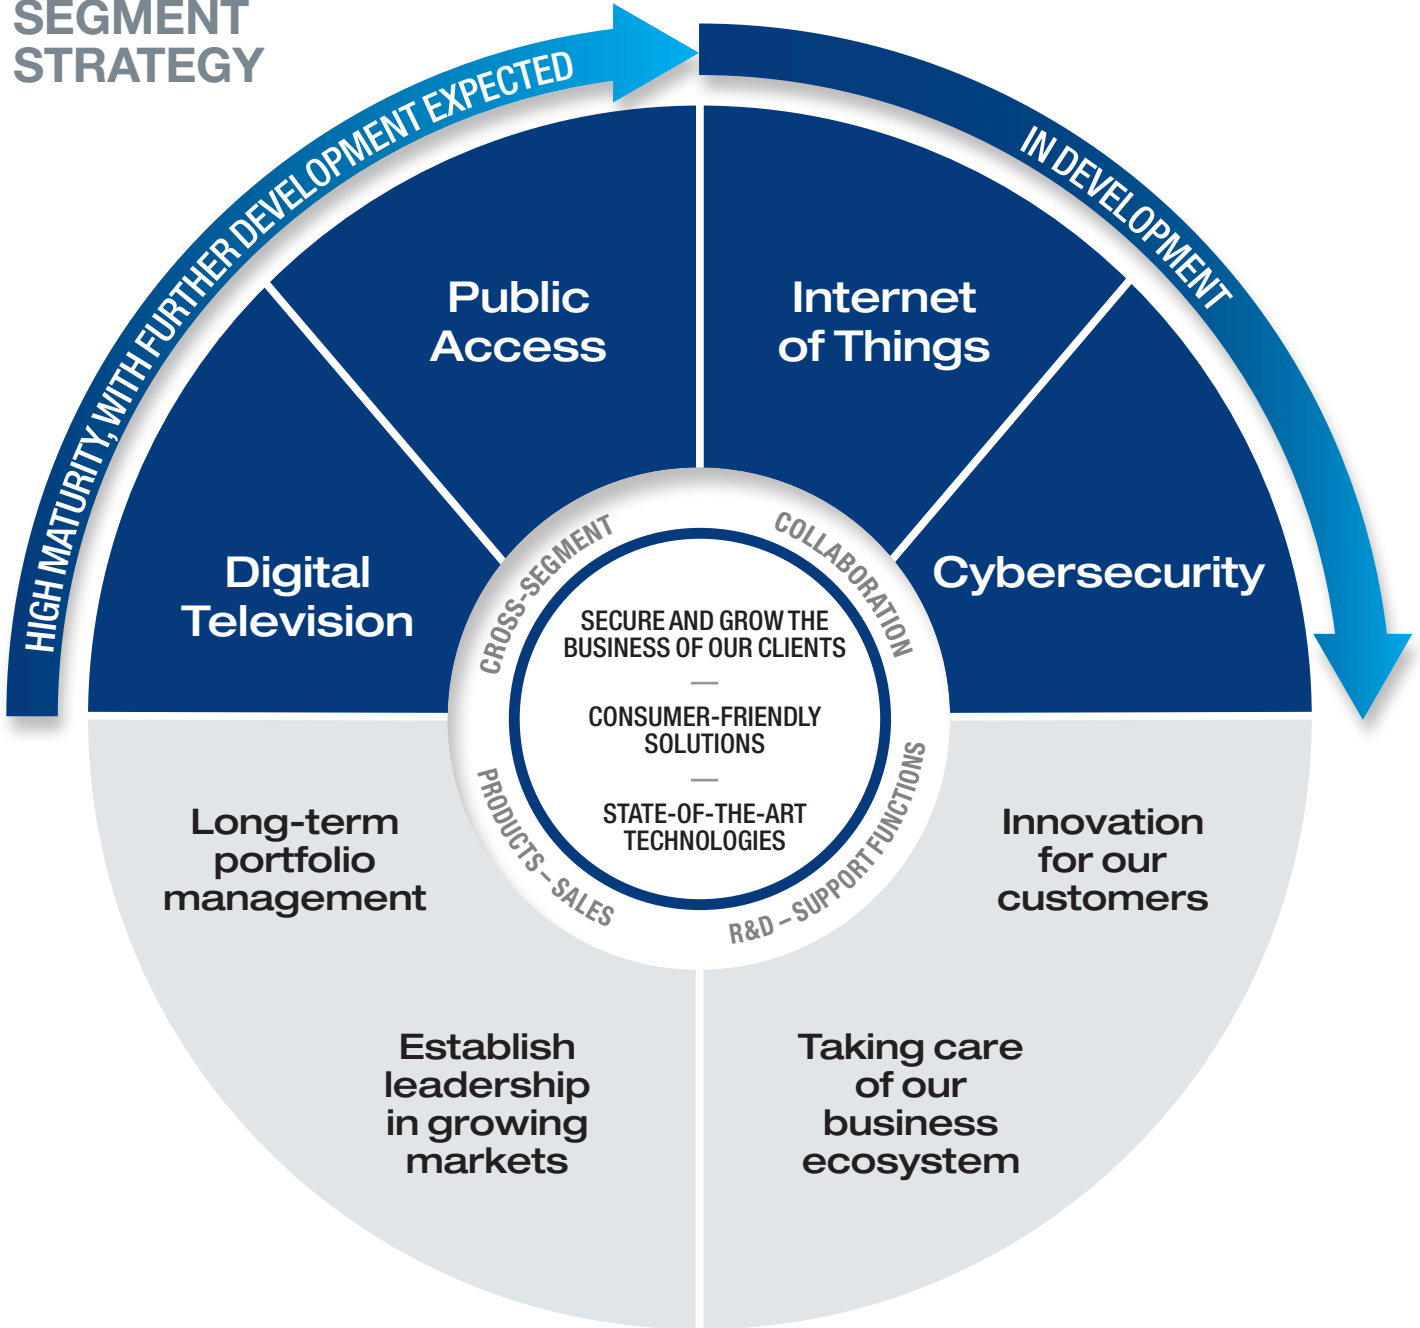 SEGMENT
STRATEGY
HIGH MATURITY, WITH FURTHER DEVELOPMENT EXPECTED
IN DEVELOPMENT
Public
Access
Internet
of Things
Digital
Television
Cybersecurity
CROSS-SEGMENT
COLLABORATION
SECURE AND GROW THE
BUSINESS OF OUR CLIENTS
—
CONSUMER-FRIENDLY
SOLUTIONS
—
STATE-OF-THE-ART
TECHNOLOGIES
PRODUCTS – SALES
R&D – SUPPORT FUNCTIONS
Long-term
portfolio
management
Innovation
for our
customers
Establish
leadership
in growing
markets
Taking care
of our
business
ecosystem